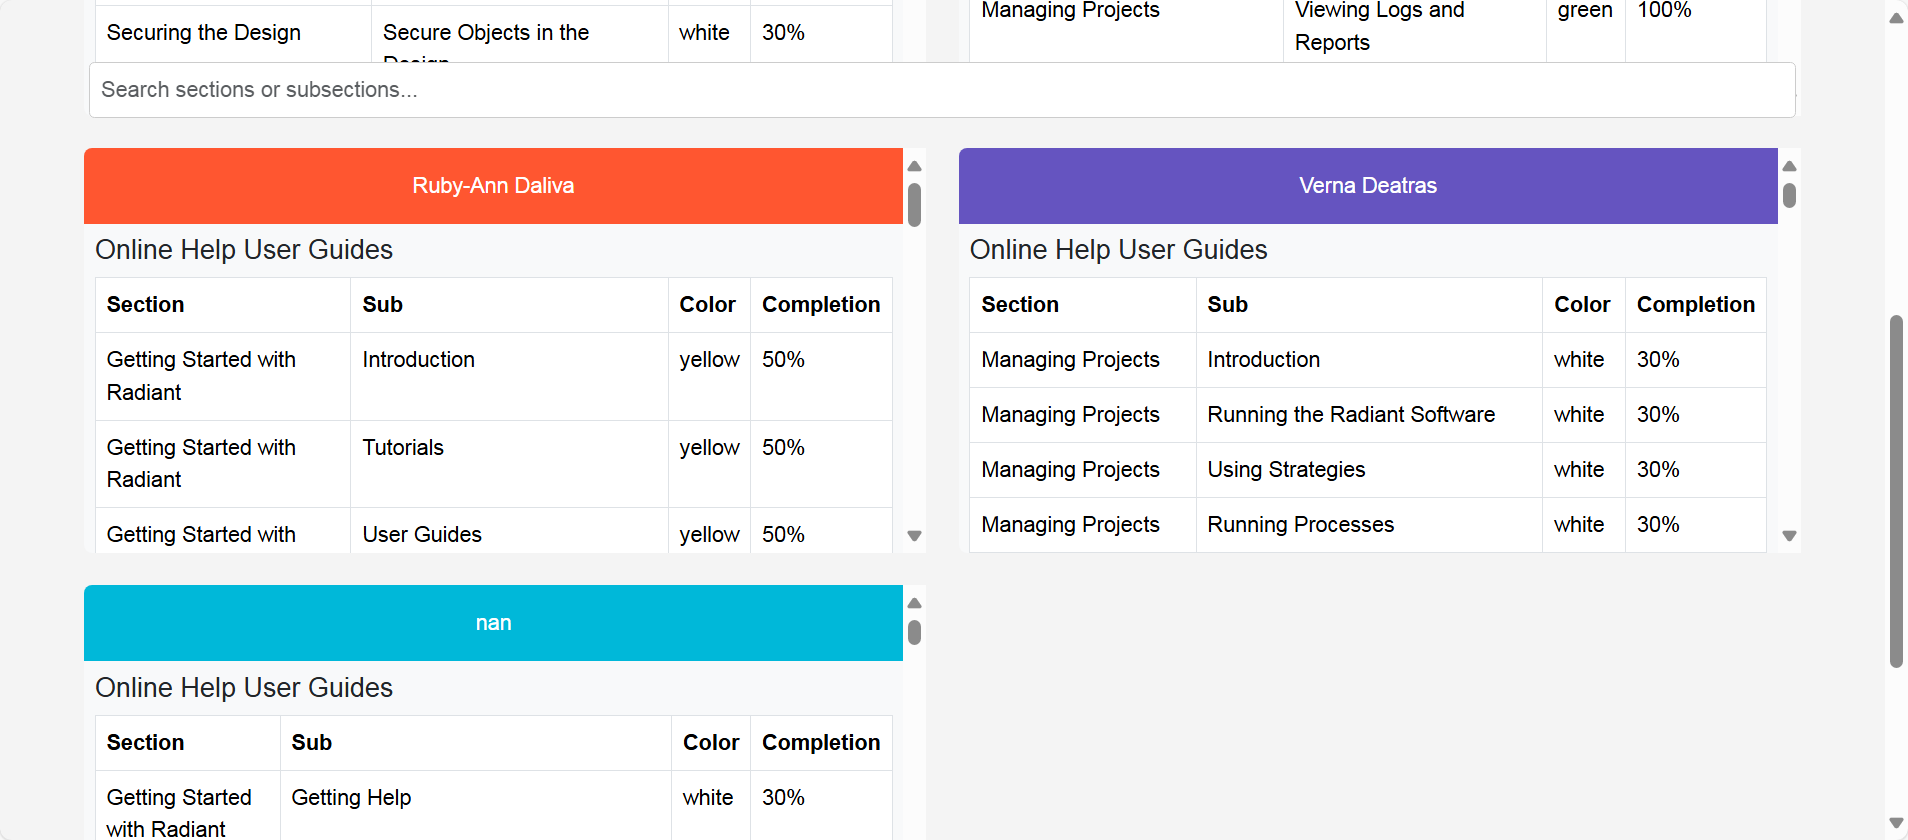 Securing the Design Secure Objects in the white 30%
Design
Managing Projects Viewing Logs and green 100%
Reports
Search sections or subsections...
Ruby-Ann Daliva
Online Help User Guides
Section Sub Color Completion
Getting Started with Introduction yellow 50%
Radiant
Getting Started with Tutorials yellow 50%
Radiant
Getting Started with User Guides yellow 50%
Verna Deatras
Online Help User Guides
Section Sub Color Completion
Managing Projects Introduction white 30%
Managing Projects Running the Radiant Software white 30%
Managing Projects Using Strategies white 30%
Managing Projects Running Processes white 30%
nan
Online Help User Guides
Section Sub Color Completion
Getting Started Getting Help white 30%
with Radiant